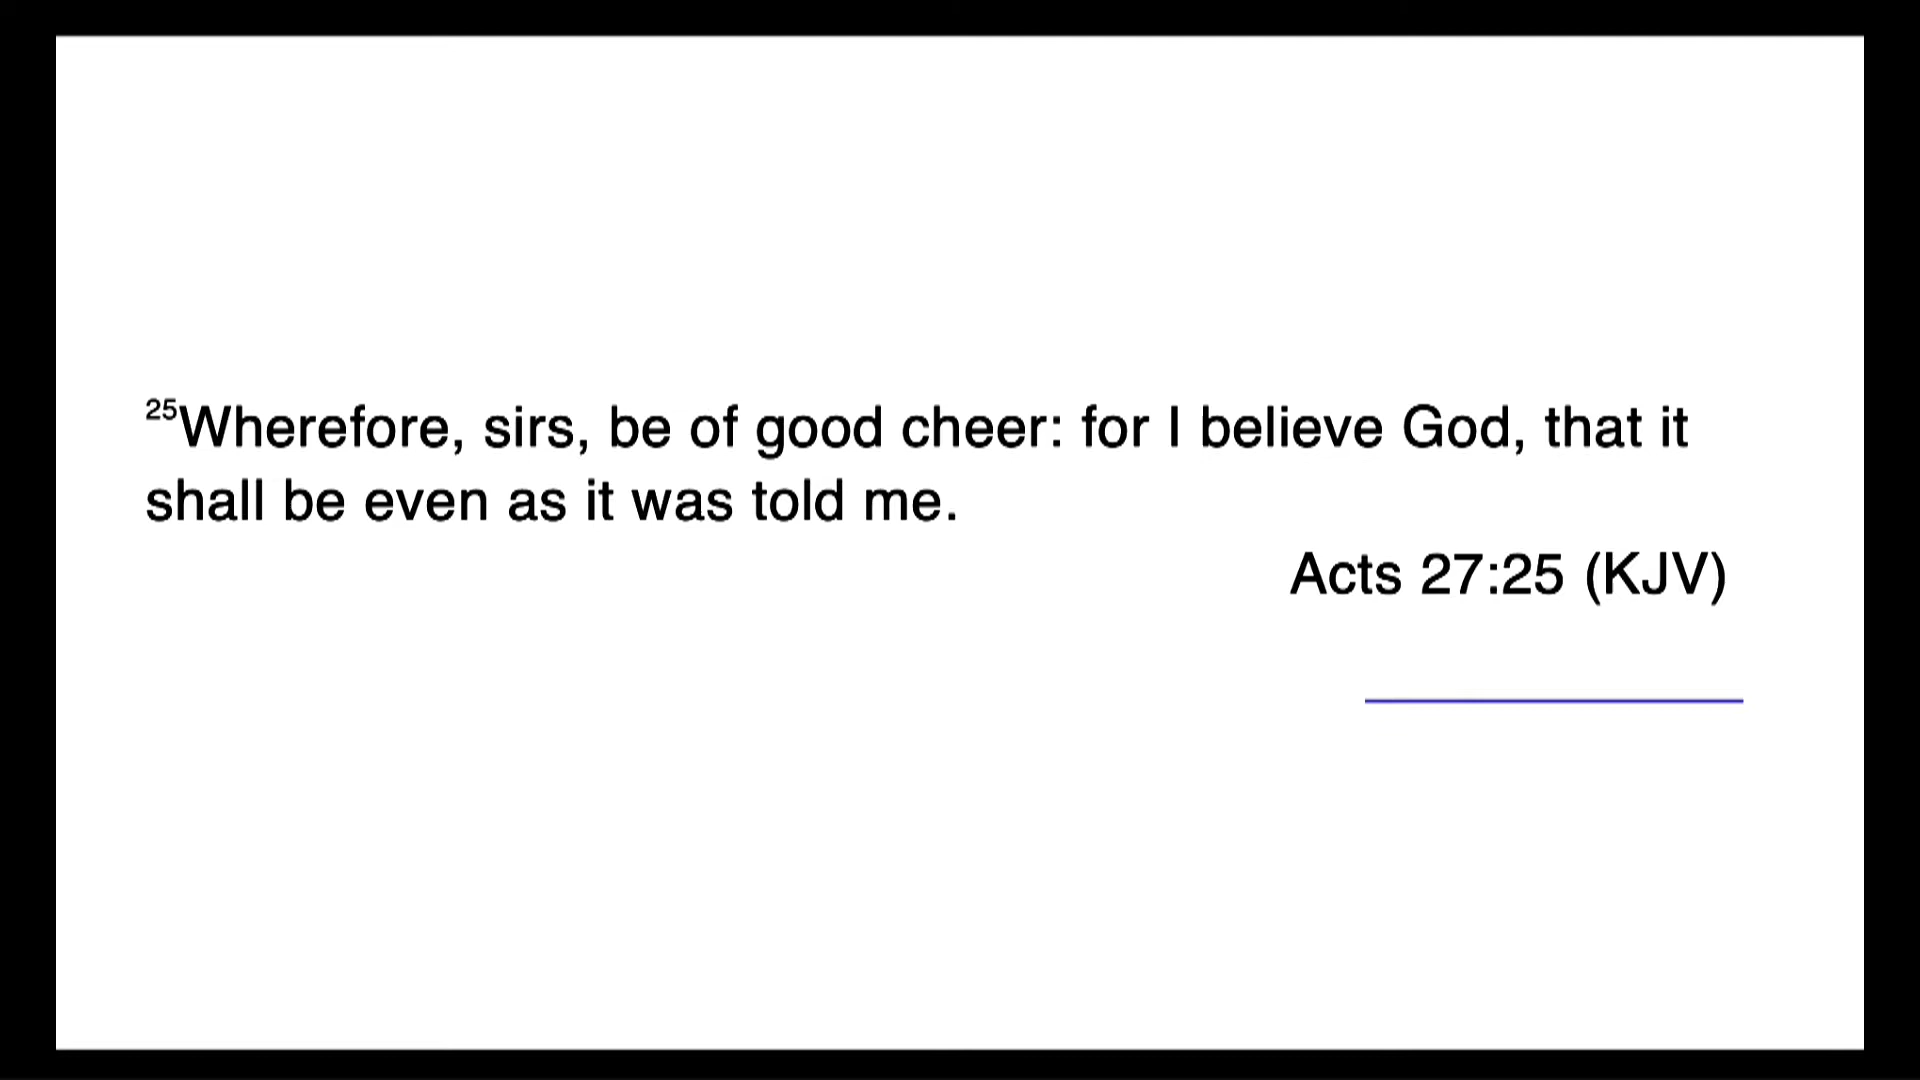 25Wherefore, sirs, be of good cheer: for I believe God, that it
shall be even as it was told me.
Acts 27:25 (KJV)